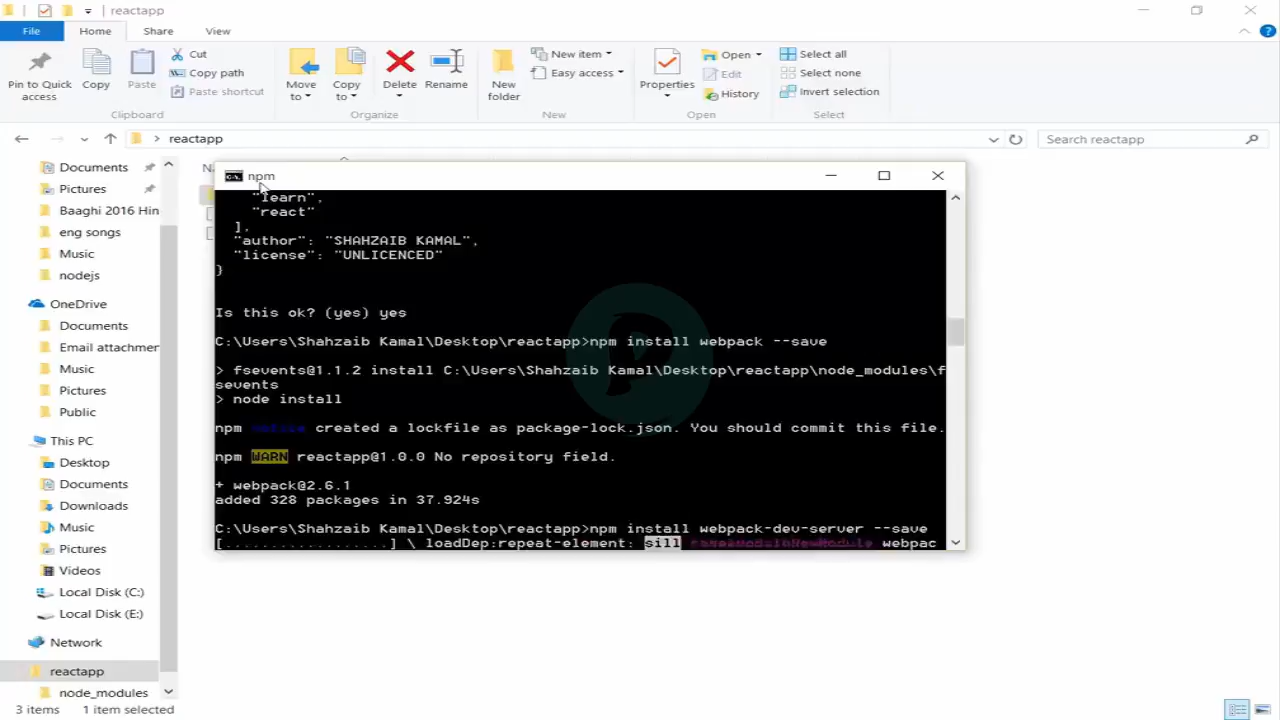 reactapp
File Home Share View
Pin to Quick access
Copy
Paste
Cut
Copy path
Paste shortcut
Clipboard
Move to
Copy to
Delete
Rename
Organize
New folder
New item
Easy access
New
Properties
Open
Edit
History
Open
Select all
Select none
Invert selection
Select
reactapp
Search reactapp
Documents
Pictures
Baaghi 2016 Hin
eng songs
Music
nodejs
OneDrive
Documents
Email attachmer
Music
Pictures
Public
This PC
Desktop
Documents
Downloads
Music
Pictures
Videos
Local Disk (C:)
Local Disk (E:)
Network
reactapp
node_modules
3 items 1 item selected
npm
"learn",
"react"
],
"author": "SHAHZAIB KAMAL",
"license": "UNLICENCED"
}
Is this ok? (yes) yes
C:\Users\Shahzaib Kamal\Desktop\reactapp>npm install webpack --save
> fsevents@1.1.2 install C:\Users\Shahzaib Kamal\Desktop\reactapp\node_modules\f
sevents
> node install
npm notice created a lockfile as package-lock.json. You should commit this file.
npm WARN reactapp@1.0.0 No repository field.
+ webpack@2.6.1
added 328 packages in 37.924s
C:\Users\Shahzaib Kamal\Desktop\reactapp>npm install webpack-dev-server --save
[..................] \ loadDep:repeat-element: sill webpac